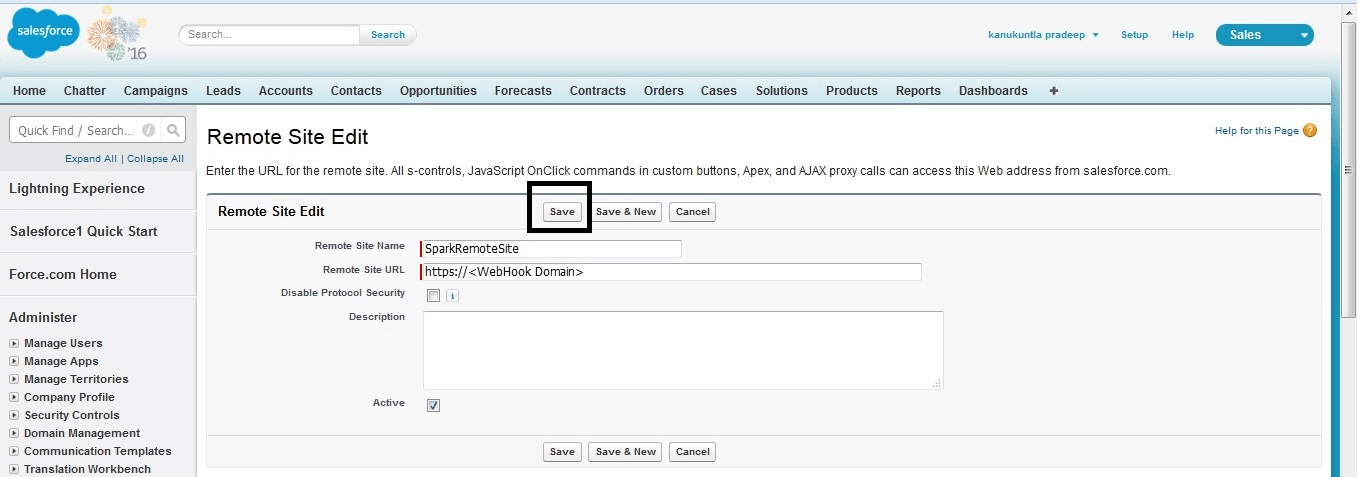 salesforce
'16
Search...
Search
kanukuntla pradeep
Setup
Help
Sales
Home Chatter Campaigns Leads Accounts Contacts Opportunities Forecasts Contracts Orders Cases Solutions Products Reports Dashboards +
Quick Find / Search... i
Expand All | Collapse All
Lightning Experience
Salesforce1 Quick Start
Force.com Home
Administer
Manage Users
Manage Apps
Manage Territories
Company Profile
Security Controls
Domain Management
Communication Templates
Translation Workbench
Remote Site Edit
Help for this Page ?
Enter the URL for the remote site. All s-controls, JavaScript OnClick commands in custom buttons, Apex, and AJAX proxy calls can access this Web address from salesforce.com.
Remote Site Edit
Save Save & New Cancel
Remote Site Name SparkRemoteSite
Remote Site URL https://<WebHook Domain>
Disable Protocol Security i
Description
Active
Save Save & New Cancel